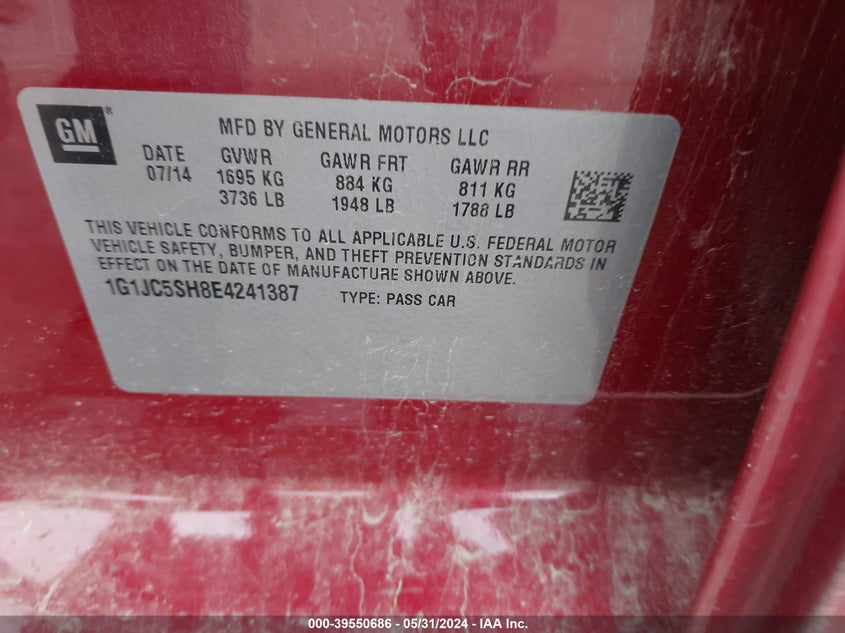 GM®
MFD BY GENERAL MOTORS LLC
DATE GVWR GAWR FRT GAWR RR
07/14 1695 KG 884 KG 811 KG
3736 LB 1948 LB 1788 LB
THIS VEHICLE CONFORMS TO ALL APPLICABLE U.S. FEDERAL MOTOR
VEHICLE SAFETY, BUMPER, AND THEFT PREVENTION STANDARDS IN
EFFECT ON THE DATE OF MANUFACTURE SHOWN ABOVE.
1G1JC5SH8E4241387 TYPE: PASS CAR
000-39550686 - 05/31/2024 - IAA Inc.